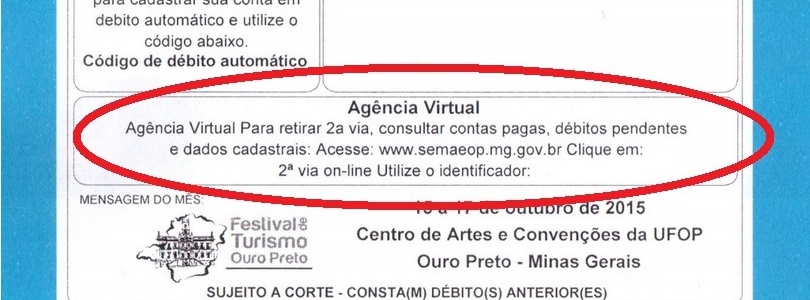 para cadastrar sua conta em
debito automático e utilize o
código abaixo.
Código de débito automático
Agência Virtual
Agência Virtual Para retirar 2a via, consultar contas pagas, débitos pendentes
e dados cadastrais: Acesse: www.semaeop.mg.gov.br Clique em:
2ª via on-line Utilize o identificador:
MENSAGEM DO MÊS:
Festival de
Turismo
Ouro Preto
15 a 17 de outubro de 2015
Centro de Artes e Convenções da UFOP
Ouro Preto - Minas Gerais
SUJEITO A CORTE - CONSTA(M) DÉBITO(S) ANTERIOR(ES)